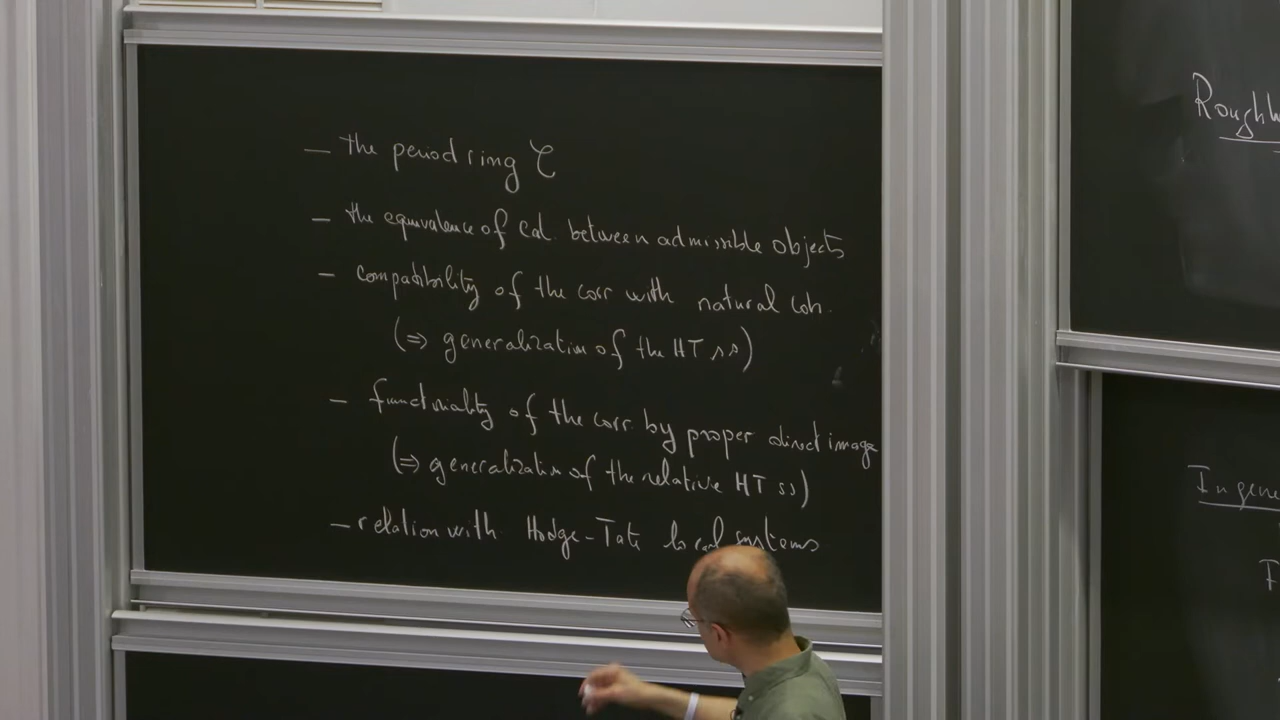 — the period ring C
— the equivalence of cat. between admissible objects
— compatibility of the corr with natural coh.
(⇒ generalization of the HT ss)
— functoriality of the corr. by proper direct image
(⇒ generalization of the relative HT ss)
— relation with Hodge-Tate local systems
Rough
In gene